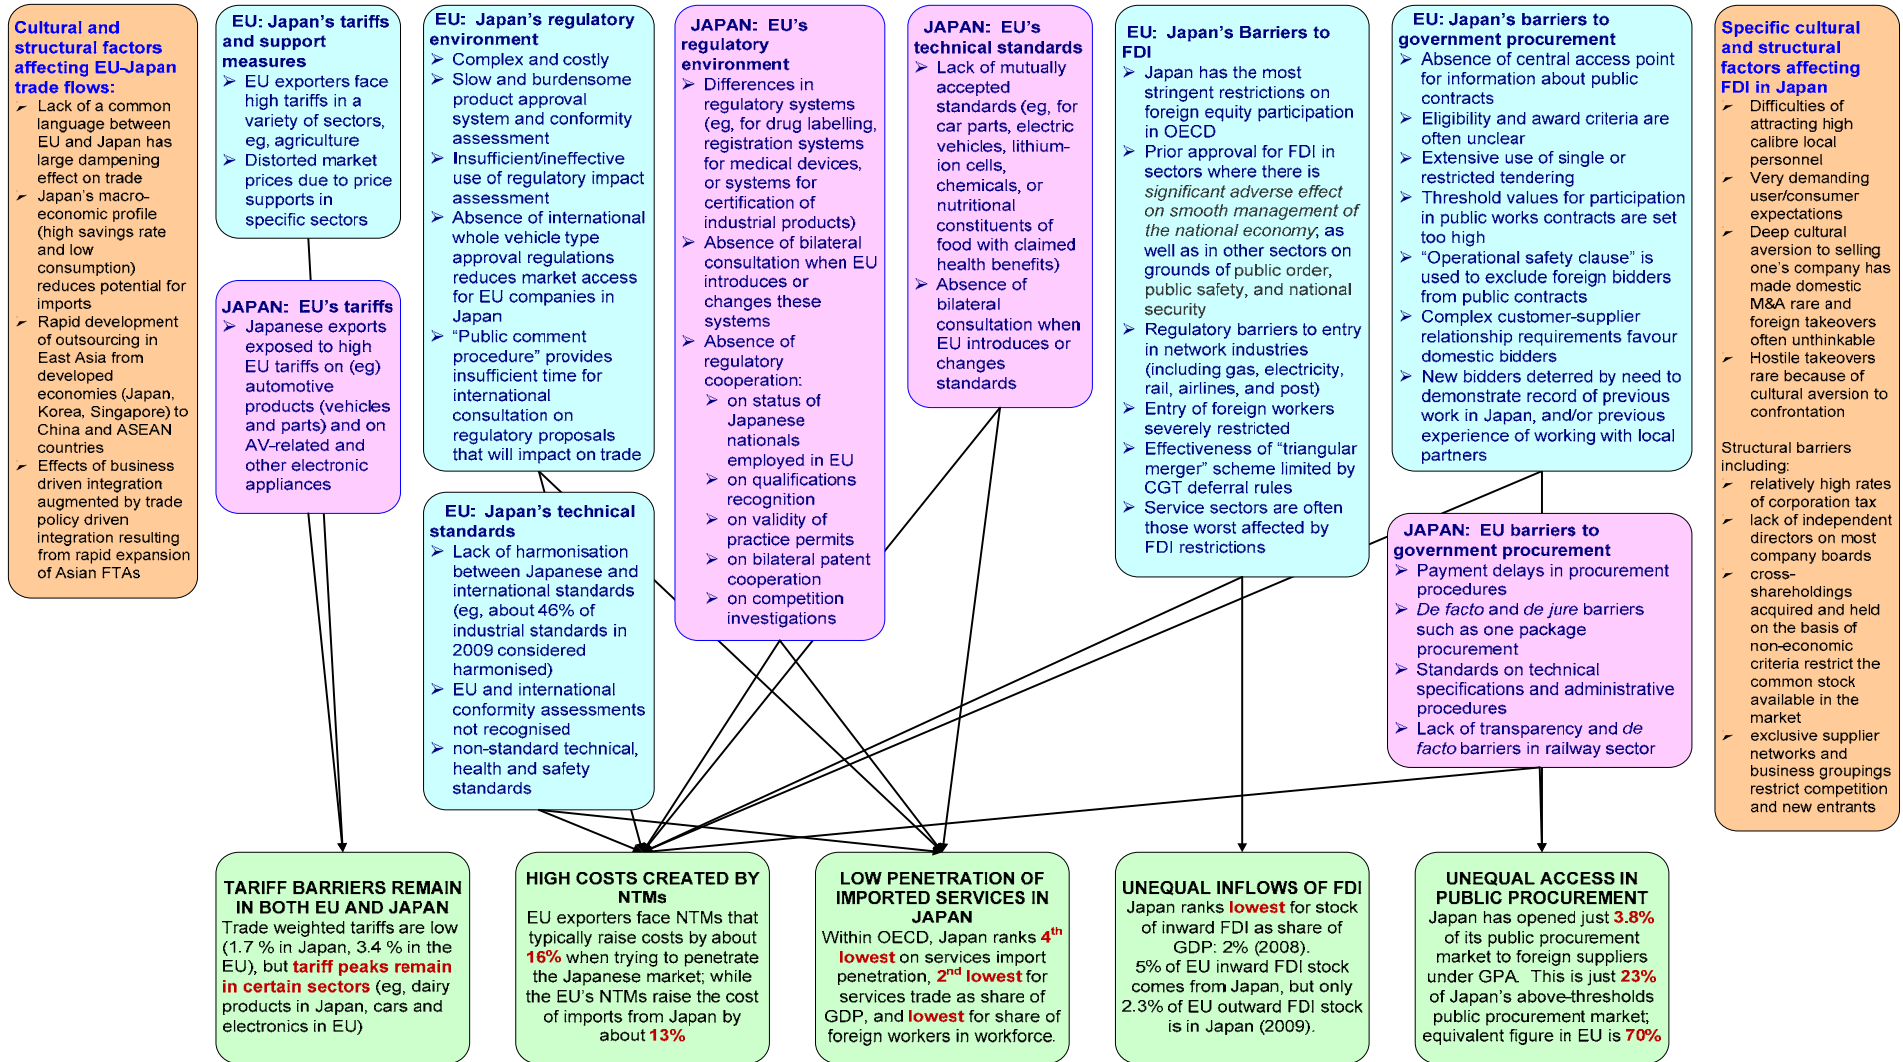 Cultural and
structural factors
affecting EU-Japan
trade flows:
➢ Lack of a common
language between
EU and Japan has
large dampening
effect on trade
➢ Japan's macro-
economic profile
(high savings rate
and low
consumption)
reduces potential for
imports
➢ Rapid development
of outsourcing in
East Asia from
developed
economies (Japan,
Korea, Singapore) to
China and ASEAN
countries
➢ Effects of business
driven integration
augmented by trade
policy driven
integration resulting
from rapid expansion
of Asian FTAs
EU: Japan's tariffs
and support
measures
➢ EU exporters face
high tariffs in a
variety of sectors,
eg, agriculture
➢ Distorted market
prices due to price
supports in
specific sectors
JAPAN: EU's tariffs
➢ Japanese exports
exposed to high
EU tariffs on (eg)
automotive
products (vehicles
and parts) and on
AV-related and
other electronic
appliances
EU: Japan's regulatory
environment
➢ Complex and costly
➢ Slow and burdensome
product approval
system and conformity
assessment
➢ Insufficient/ineffective
use of regulatory impact
assessment
➢ Absence of international
whole vehicle type
approval regulations
reduces market access
for EU companies in
Japan
➢ "Public comment
procedure" provides
insufficient time for
international
consultation on
regulatory proposals
that will impact on trade
EU: Japan's technical
standards
➢ Lack of harmonisation
between Japanese and
international standards
(eg, about 46% of
industrial standards in
2009 considered
harmonised)
➢ EU and international
conformity assessments
not recognised
➢ non-standard technical,
health and safety
standards
JAPAN: EU's
regulatory
environment
➢ Differences in
regulatory systems
(eg, for drug labelling,
registration systems
for medical devices,
or systems for
certification of
industrial products)
➢ Absence of bilateral
consultation when EU
introduces or
changes these
systems
➢ Absence of
regulatory
cooperation:
➢ on status of
Japanese
nationals
employed in EU
➢ on qualifications
recognition
➢ on validity of
practice permits
➢ on bilateral patent
cooperation
➢ on competition
investigations
JAPAN: EU's
technical standards
➢ Lack of mutually
accepted
standards (eg, for
car parts, electric
vehicles, lithium-
ion cells,
chemicals, or
nutritional
constituents of
food with claimed
health benefits)
➢ Absence of
bilateral
consultation when
EU introduces or
changes
standards
EU: Japan's Barriers to
FDI
➢ Japan has the most
stringent restrictions on
foreign equity participation
in OECD
➢ Prior approval for FDI in
sectors where there is
significant adverse effect
on smooth management of
the national economy; as
well as in other sectors on
grounds of public order,
public safety, and national
security
➢ Regulatory barriers to entry
in network industries
(including gas, electricity,
rail, airlines, and post)
➢ Entry of foreign workers
severely restricted
➢ Effectiveness of "triangular
merger" scheme limited by
CGT deferral rules
➢ Service sectors are often
those worst affected by
FDI restrictions
EU: Japan's barriers to
government procurement
➢ Absence of central access point
for information about public
contracts
➢ Eligibility and award criteria are
often unclear
➢ Extensive use of single or
restricted tendering
➢ Threshold values for participation
in public works contracts are set
too high
➢ "Operational safety clause" is
used to exclude foreign bidders
from public contracts
➢ Complex customer-supplier
relationship requirements favour
domestic bidders
➢ New bidders deterred by need to
demonstrate record of previous
work in Japan, and/or previous
experience of working with local
partners
JAPAN: EU barriers to
government procurement
➢ Payment delays in procurement
procedures
➢ De facto and de jure barriers
such as one package
procurement
➢ Standards on technical
specifications and administrative
procedures
➢ Lack of transparency and de
facto barriers in railway sector
Specific cultural
and structural
factors affecting
FDI in Japan
➢ Difficulties of
attracting high
calibre local
personnel
➢ Very demanding
user/consumer
expectations
➢ Deep cultural
aversion to selling
one's company has
made domestic
M&A rare and
foreign takeovers
often unthinkable
➢ Hostile takeovers
rare because of
cultural aversion to
confrontation
Structural barriers
including:
➢ relatively high rates
of corporation tax
➢ lack of independent
directors on most
company boards
➢ cross-
shareholdings
acquired and held
on the basis of
non-economic
criteria restrict the
common stock
available in the
market
➢ exclusive supplier
networks and
business groupings
restrict competition
and new entrants
TARIFF BARRIERS REMAIN
IN BOTH EU AND JAPAN
Trade weighted tariffs are low
(1.7 % in Japan, 3.4 % in the
EU), but tariff peaks remain
in certain sectors (eg, dairy
products in Japan, cars and
electronics in EU)
HIGH COSTS CREATED BY
NTMs
EU exporters face NTMs that
typically raise costs by about
16% when trying to penetrate
the Japanese market; while
the EU's NTMs raise the cost
of imports from Japan by
about 13%
LOW PENETRATION OF
IMPORTED SERVICES IN
JAPAN
Within OECD, Japan ranks 4th
lowest on services import
penetration, 2nd lowest for
services trade as share of
GDP, and lowest for share of
foreign workers in workforce.
UNEQUAL INFLOWS OF FDI
Japan ranks lowest for stock
of inward FDI as share of
GDP: 2% (2008).
5% of EU inward FDI stock
comes from Japan, but only
2.3% of EU outward FDI stock
is in Japan (2009).
UNEQUAL ACCESS IN
PUBLIC PROCUREMENT
Japan has opened just 3.8%
of its public procurement
market to foreign suppliers
under GPA. This is just 23%
of Japan's above-thresholds
public procurement market;
equivalent figure in EU is 70%